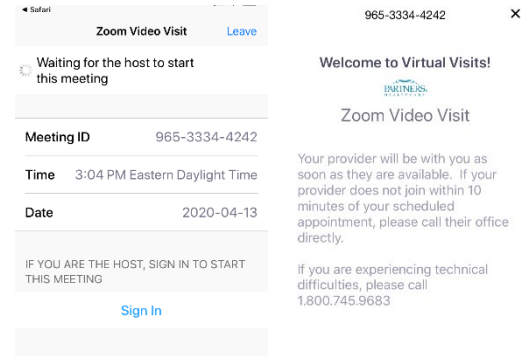 ◀ Safari
Zoom Video Visit
Leave
Waiting for the host to start
this meeting
Meeting ID 965-3334-4242
Time 3:04 PM Eastern Daylight Time
Date 2020-04-13
IF YOU ARE THE HOST, SIGN IN TO START
THIS MEETING
Sign In
965-3334-4242
×
Welcome to Virtual Visits!
PARTNERS.
HEALTHCARE
Zoom Video Visit
Your provider will be with you as
soon as they are available. If your
provider does not join within 10
minutes of your scheduled
appointment, please call their office
directly.
If you are experiencing technical
difficulties, please call
1.800.745.9683